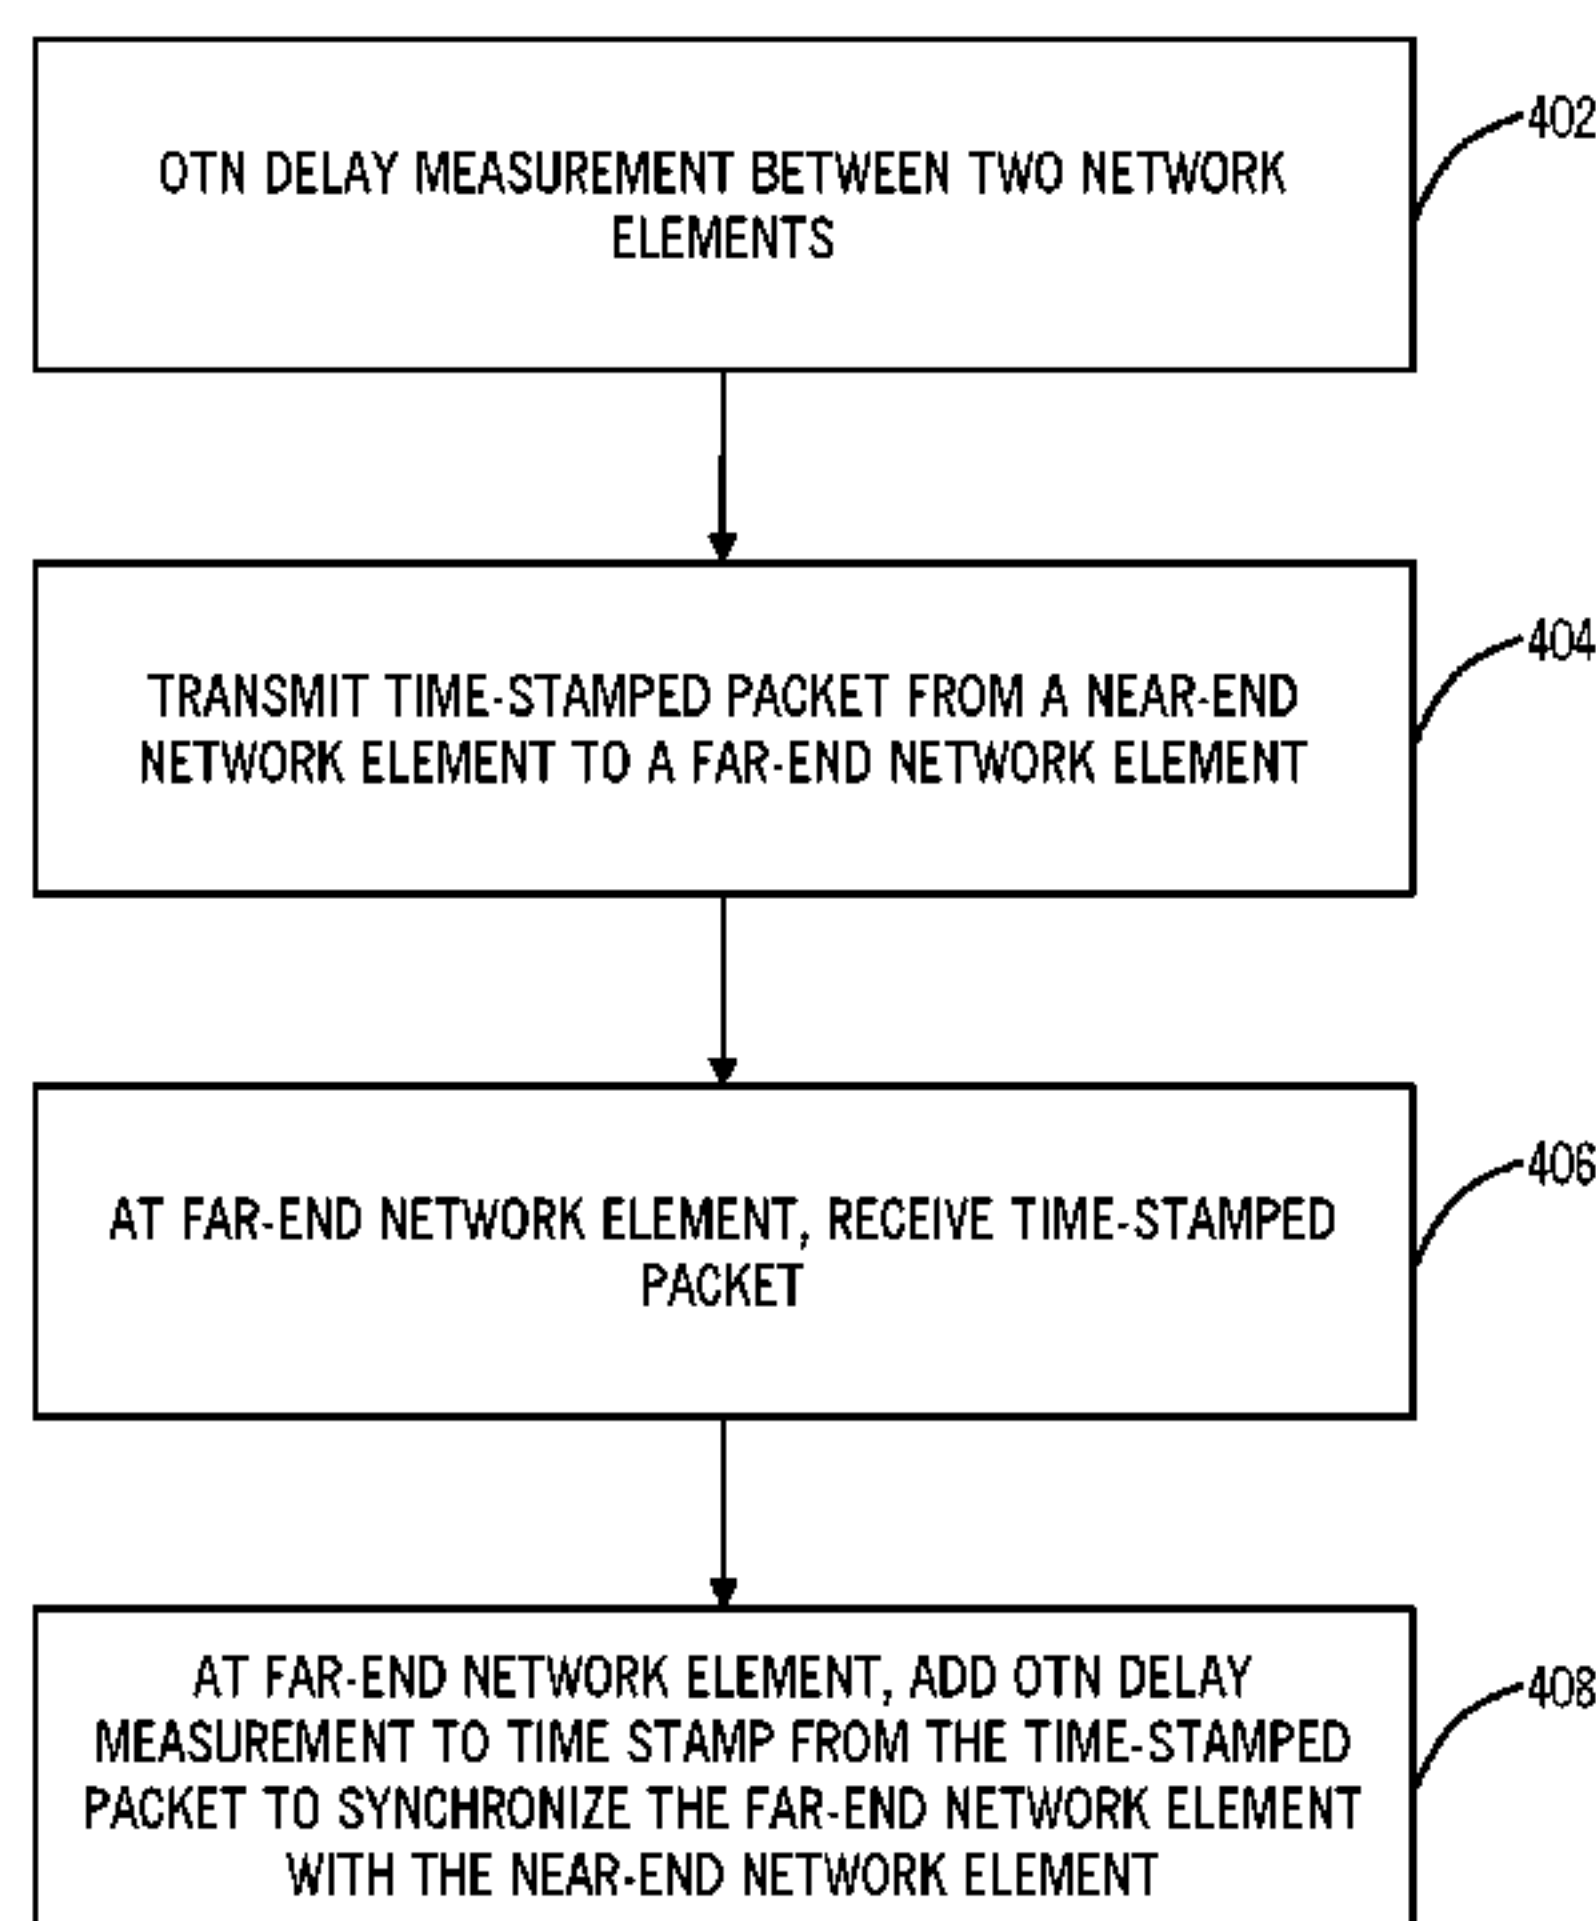 OTN DELAY MEASUREMENT BETWEEN TWO NETWORK
ELEMENTS
402
TRANSMIT TIME-STAMPED PACKET FROM A NEAR-END
NETWORK ELEMENT TO A FAR-END NETWORK ELEMENT
404
AT FAR-END NETWORK ELEMENT, RECEIVE TIME-STAMPED
PACKET
406
AT FAR-END NETWORK ELEMENT, ADD OTN DELAY
MEASUREMENT TO TIME STAMP FROM THE TIME-STAMPED
PACKET TO SYNCHRONIZE THE FAR-END NETWORK ELEMENT
WITH THE NEAR-END NETWORK ELEMENT
408